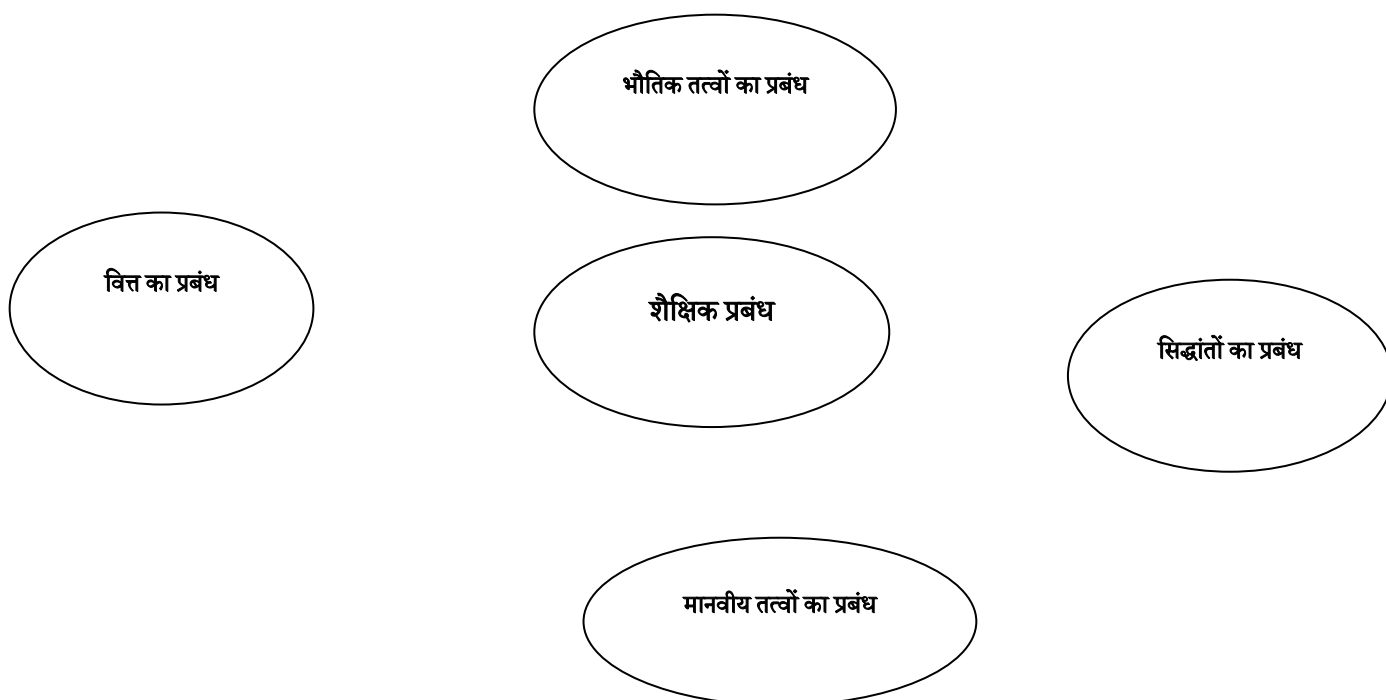 भौतिक तत्वों का प्रबंध
वित्त का प्रबंध
शैक्षिक प्रबंध
सिद्धांतों का प्रबंध
मानवीय तत्वों का प्रबंध